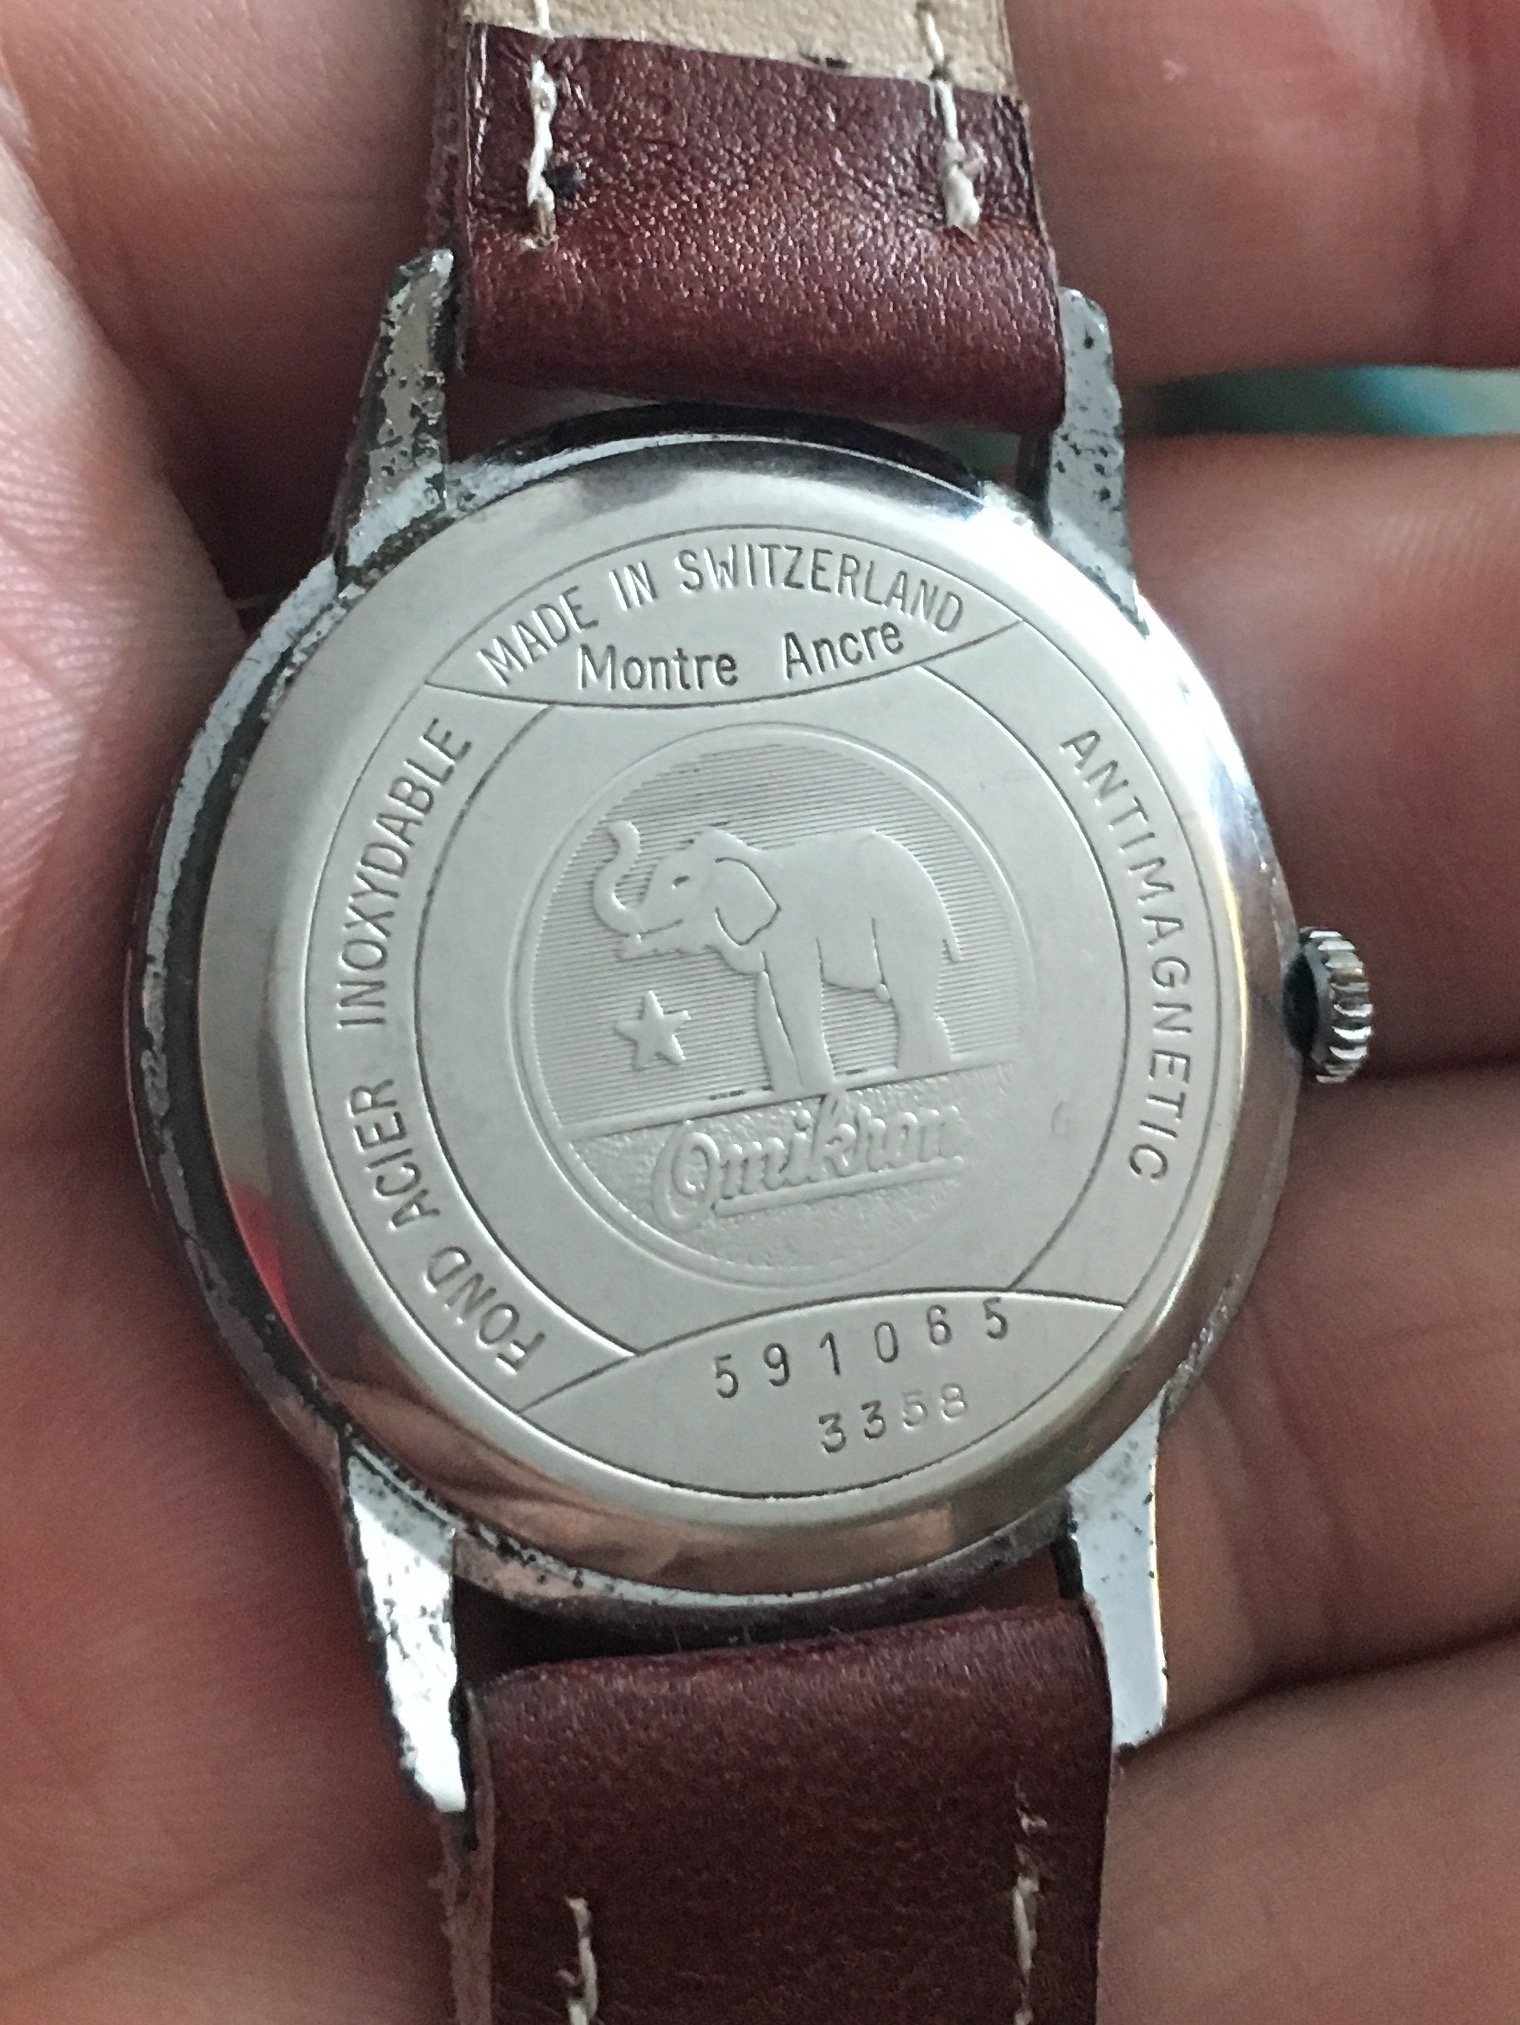 MADE IN SWITZERLAND
Montre Ancre
FOND ACIER INOXYDABLE
ANTIMAGNETIC
Omikron
591065
3358